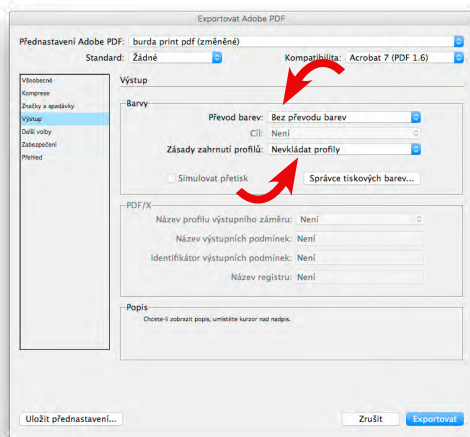 Exportovat Adobe PDF
Přednastavení Adobe PDF: burda print pdf (změněné)
Standard: Žádné Kompatibilita: Acrobat 7 (PDF 1.6)
Všeobecné
Komprese
Značky a spadávky
Výstup
Další volby
Zabezpečení
Přehled
Výstup
Barvy
Převod barev: Bez převodu barev
Cíl: Není
Zásady zahrnutí profilů: Nevkládat profily
Simulovat přetisk Správce tiskových barev...
PDF/X
Název profilu výstupního záměru: Není
Název výstupních podmínek: Není
Identifikátor výstupních podmínek: Není
Název registru: Není
Popis
Chcete-li zobrazit popis, umístěte kurzor nad nadpis.
Uložit přednastavení... Zrušit Exportovat